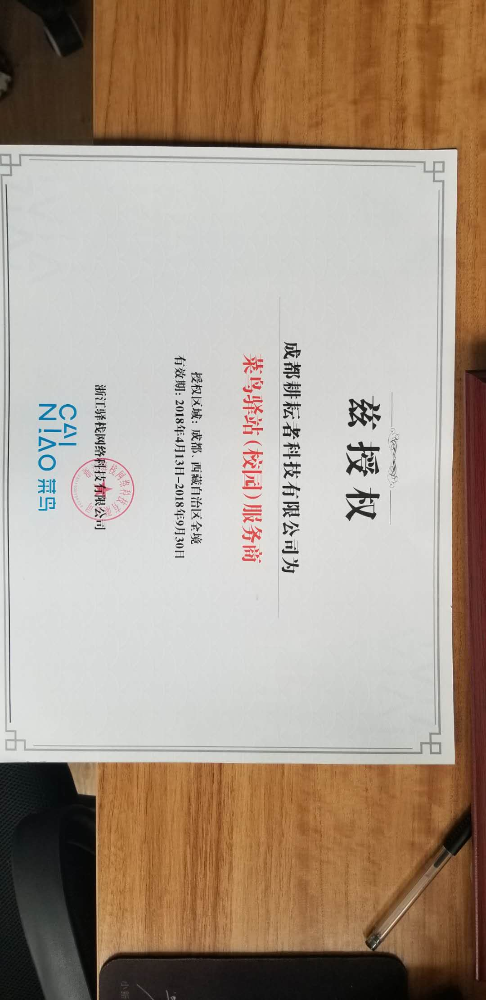 兹授权
成都耕耘者科技有限公司为
菜鸟驿站(校园)服务商
授权区域: 成都、西藏自治区全境
有效期: 2018年4月13日-2018年9月30日
浙江驿栈网络科技有限公司
CAI
NIAO 菜鸟
小新